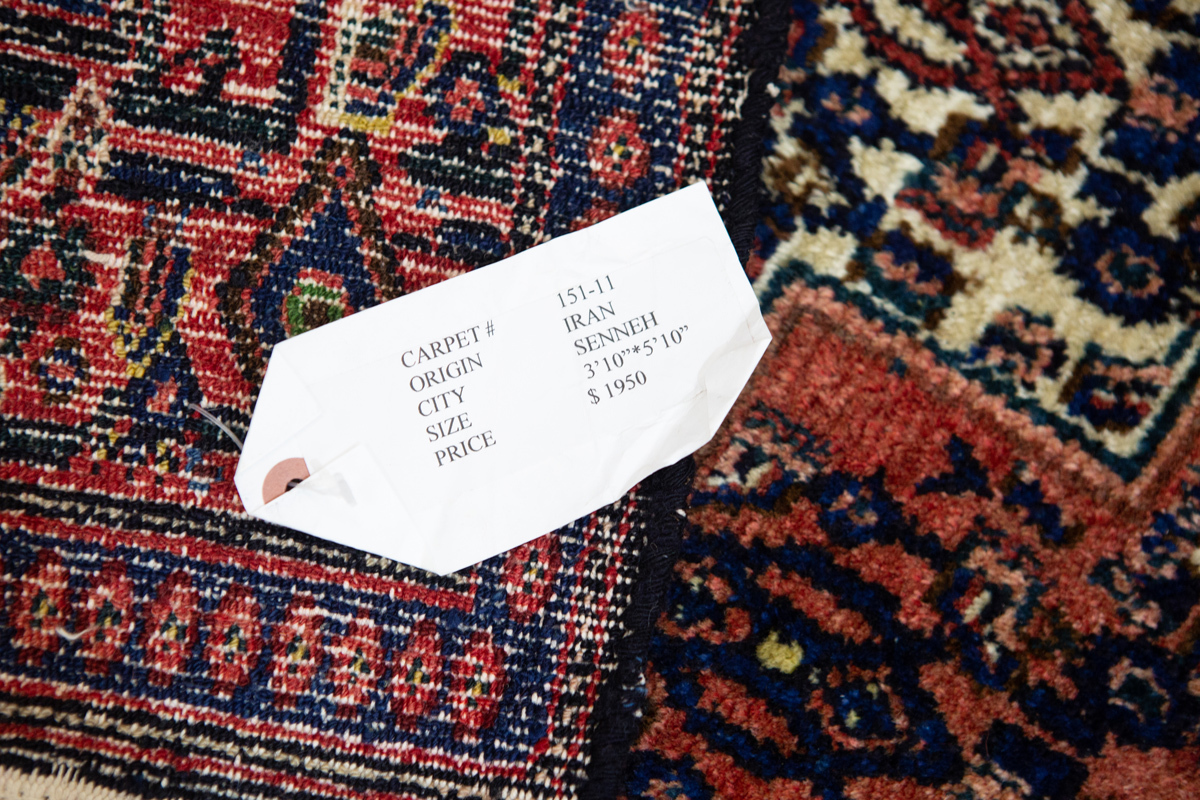 CARPET # 151-11
ORIGIN IRAN
CITY SENNEH
SIZE 3’10”*5’10”
PRICE $ 1950